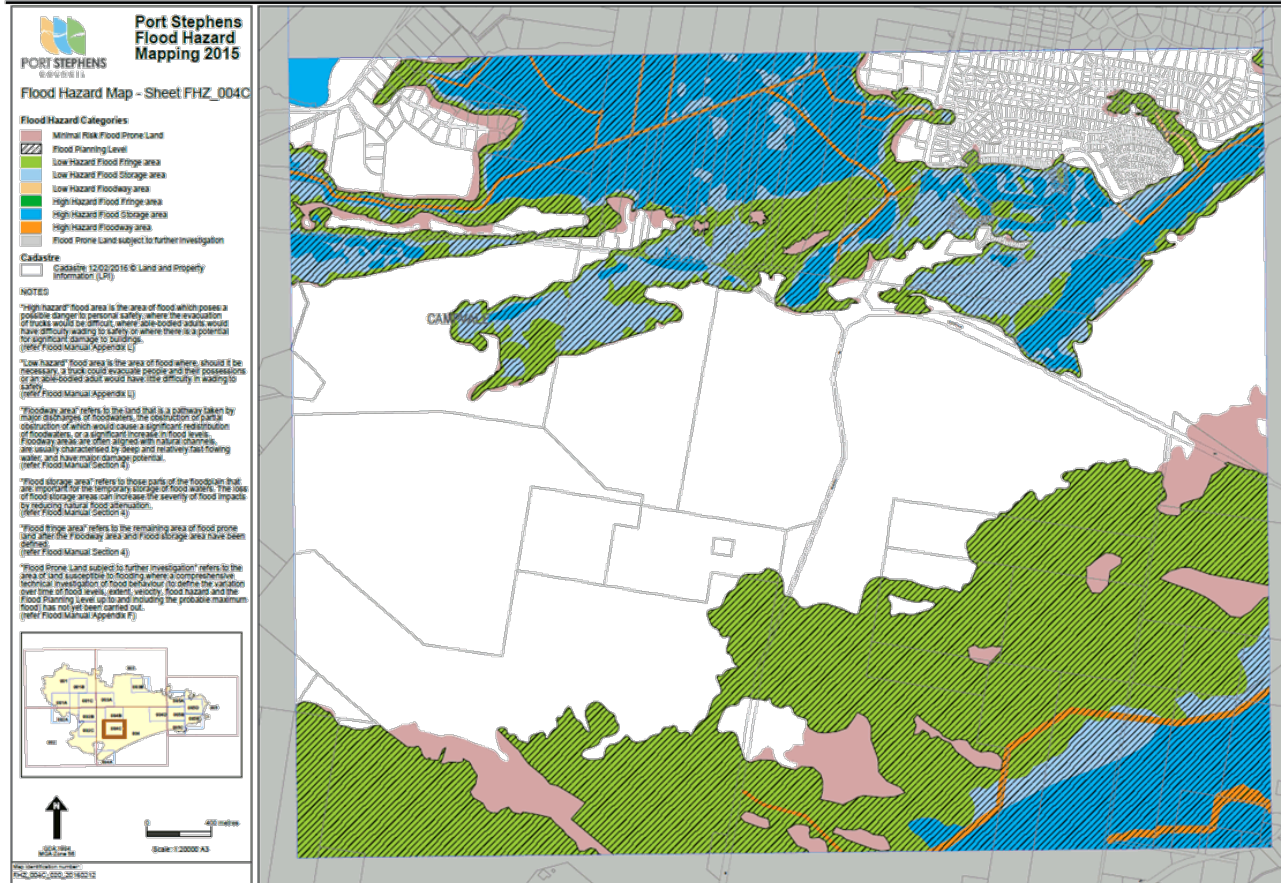 PORT STEPHENS
COUNCIL
Port Stephens
Flood Hazard
Mapping 2015
Flood Hazard Map - Sheet FHZ_004C
Flood Hazard Categories
Minimal Risk Flood Prone Land
Flood Planning Level
Low Hazard Flood Fringe area
Low Hazard Flood Storage area
Low Hazard Floodway area
High Hazard Flood Fringe area
High Hazard Flood Storage area
High Hazard Floodway area
Flood Prone Land subject to further investigation
Cadastre
Cadastre 12/02/2016 © Land and Property
Information (LPI)
NOTES
"High hazard" flood area is the area of flood which poses a
possible danger to personal safety, where the evacuation
of trucks would be difficult, where able-bodied adults would
have difficulty wading to safety or where there is a potential
for significant damage to buildings.
(refer Flood Manual Appendix L)
"Low hazard" flood area is the area of flood where, should it be
necessary, a truck could evacuate people and their possessions
or an able-bodied adult would have little difficulty in wading to
safety.
(refer Flood Manual Appendix L)
"Floodway area" refers to the land that is a pathway taken by
major discharges of floodwaters, the obstruction of partial
obstruction of which would cause a significant redistribution
of floodwaters, or a significant increase in flood levels.
Floodway areas are often aligned with natural channels,
are usually characterised by deep and relatively fast flowing
water, and have major damage potential.
(refer Flood Manual Section 4)
"Flood storage area" refers to those parts of the floodplain that
are important for the temporary storage of flood waters. The loss
of flood storage areas can increase the severity of flood impacts
by reducing natural flood attenuation.
(refer Flood Manual Section 4)
"Flood fringe area" refers to the remaining area of flood prone
land after the Floodway area and Flood storage area have been
defined.
(refer Flood Manual Section 4)
"Flood Prone Land subject to further investigation" refers to the
area of land susceptible to flooding where a comprehensive
technical investigation of flood behaviour (to define the variation
over time of flood levels, extent, velocity, flood hazard and the
Flood Planning Level up to and including the probable maximum
flood) has not yet been carried out.
(refer Flood Manual Appendix F)
N
GDA 1994
MGA Zone 56
0 400 metres
Scale: 1:20000 A3
Map identification number:
FHZ_004C_020_20160212